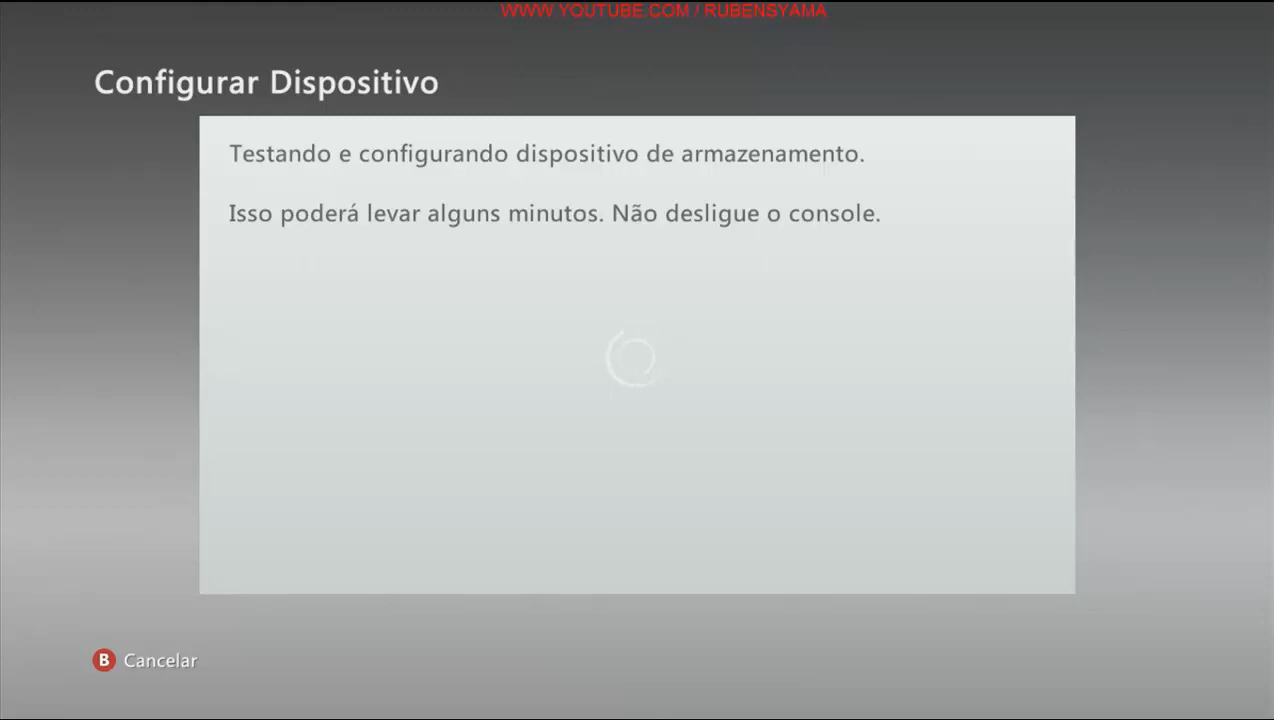 WWW YOUTUBE.COM / RUBENSYAMA
Configurar Dispositivo
Testando e configurando dispositivo de armazenamento.
Isso poderá levar alguns minutos. Não desligue o console.
B Cancelar